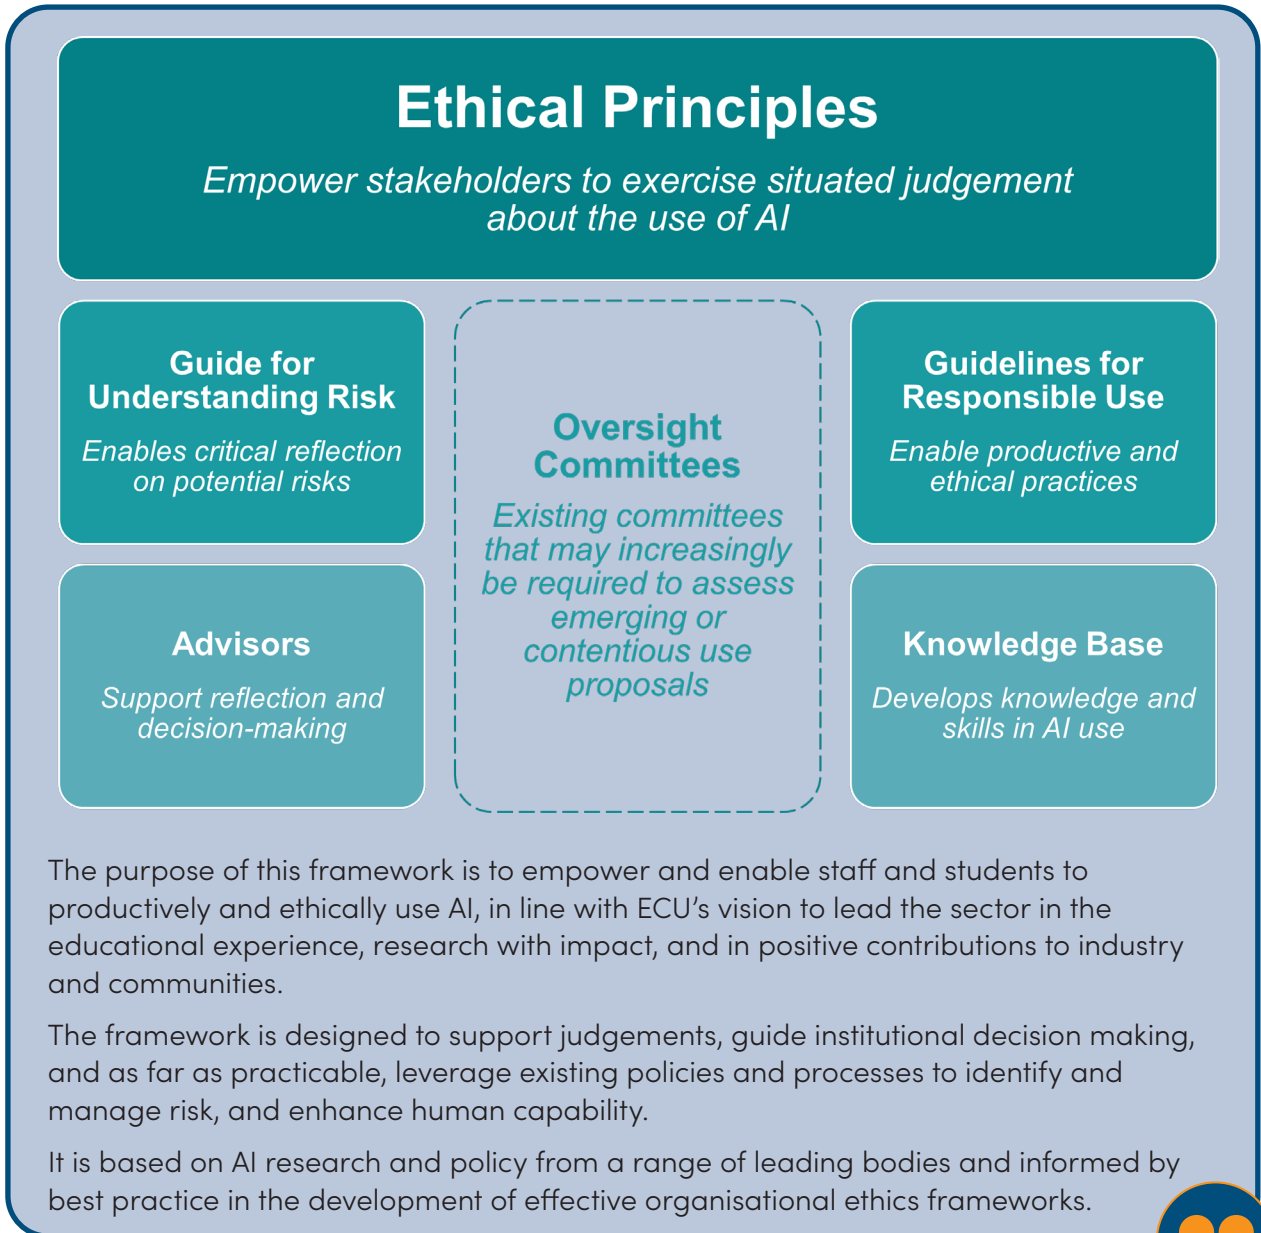 Ethical Principles
Empower stakeholders to exercise situated judgement
about the use of AI
Guide for
Understanding Risk
Enables critical reflection
on potential risks
Oversight
Committees
Existing committees
that may increasingly
be required to assess
emerging or
contentious use
proposals
Guidelines for
Responsible Use
Enable productive and
ethical practices
Advisors
Support reflection and
decision-making
Knowledge Base
Develops knowledge and
skills in AI use
The purpose of this framework is to empower and enable staff and students to
productively and ethically use AI, in line with ECU’s vision to lead the sector in the
educational experience, research with impact, and in positive contributions to industry
and communities.
The framework is designed to support judgements, guide institutional decision making,
and as far as practicable, leverage existing policies and processes to identify and
manage risk, and enhance human capability.
It is based on AI research and policy from a range of leading bodies and informed by
best practice in the development of effective organisational ethics frameworks.